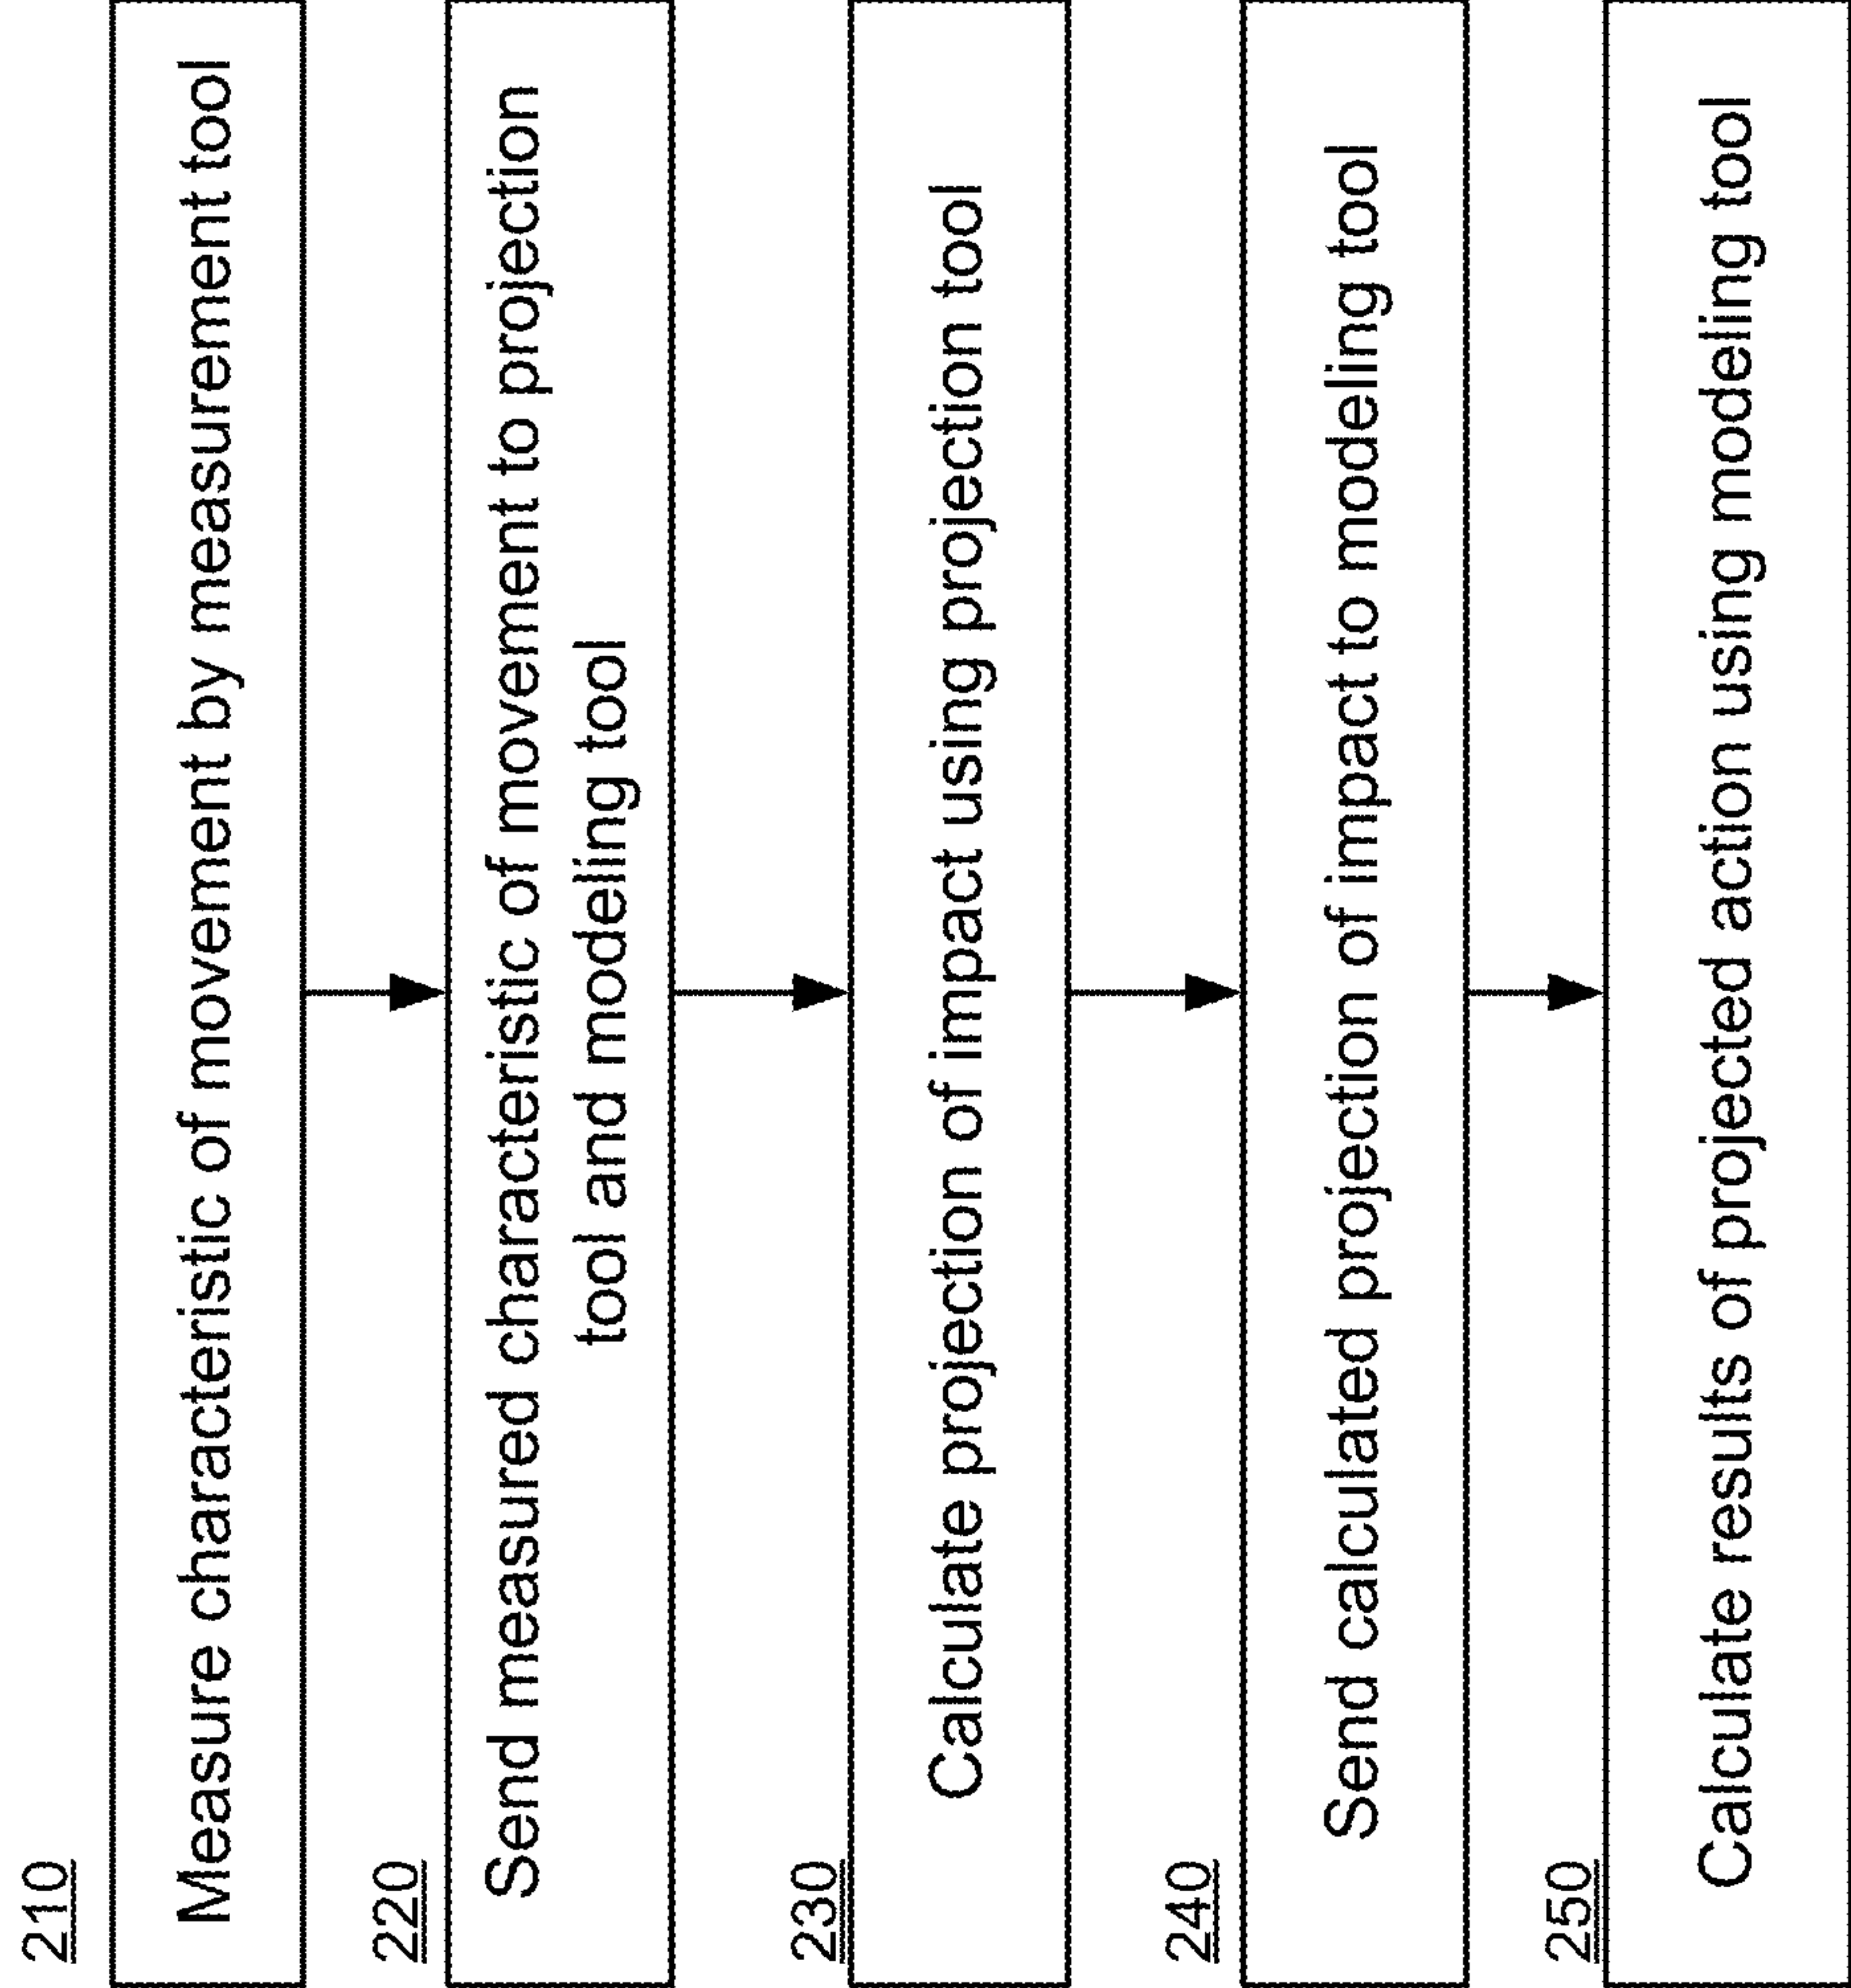 210
Measure characteristic of movement by measurement tool
220
Send measured characteristic of movement to projection
tool and modeling tool
230
Calculate projection of impact using projection tool
240
Send calculated projection of impact to modeling tool
250
Calculate results of projected action using modeling tool